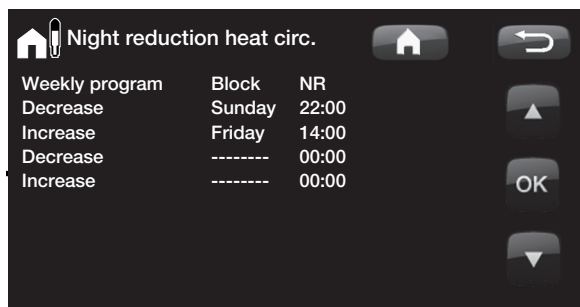 Night reduction heat circ.
Weekly program Block NR
Decrease Sunday 22:00
Increase Friday 14:00
Decrease -------- 00:00
Increase -------- 00:00
OK